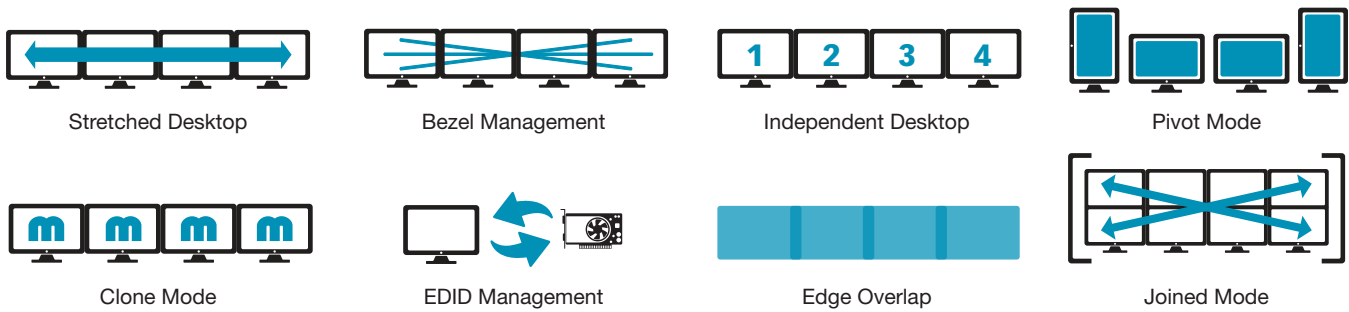 1 2 3 4
Stretched Desktop
Bezel Management
Independent Desktop
Pivot Mode
m m m m
Clone Mode
EDID Management
Edge Overlap
Joined Mode